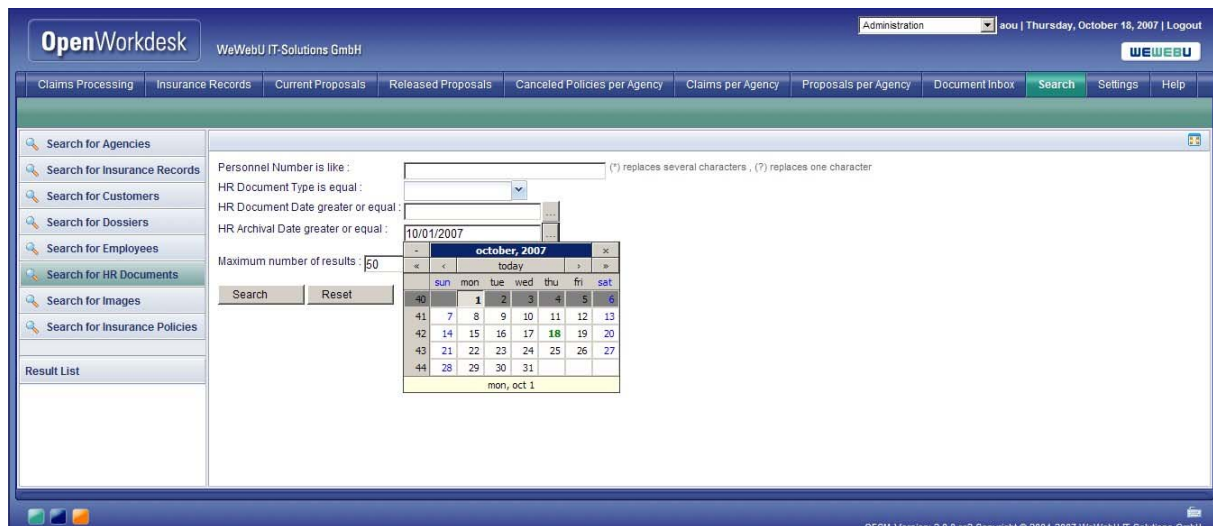 Administration aou | Thursday, October 18, 2007 | Logout
OpenWorkdesk WeWebU IT-Solutions GmbH WEWEBU
Claims Processing Insurance Records Current Proposals Released Proposals Canceled Policies per Agency Claims per Agency Proposals per Agency Document Inbox Search Settings Help
Search for Agencies
Search for Insurance Records
Search for Customers
Search for Dossiers
Search for Employees
Search for HR Documents
Search for Images
Search for Insurance Policies
Result List
Personnel Number is like : (*) replaces several characters , (?) replaces one character
HR Document Type is equal :
HR Document Date greater or equal : ...
HR Archival Date greater or equal : 10/01/2007 ...
Maximum number of results : 50
Search Reset
- october, 2007 ×
« ‹ today › »
sun mon tue wed thu fri sat
40 1 2 3 4 5 6
41 7 8 9 10 11 12 13
42 14 15 16 17 18 19 20
43 21 22 23 24 25 26 27
44 28 29 30 31
mon, oct 1